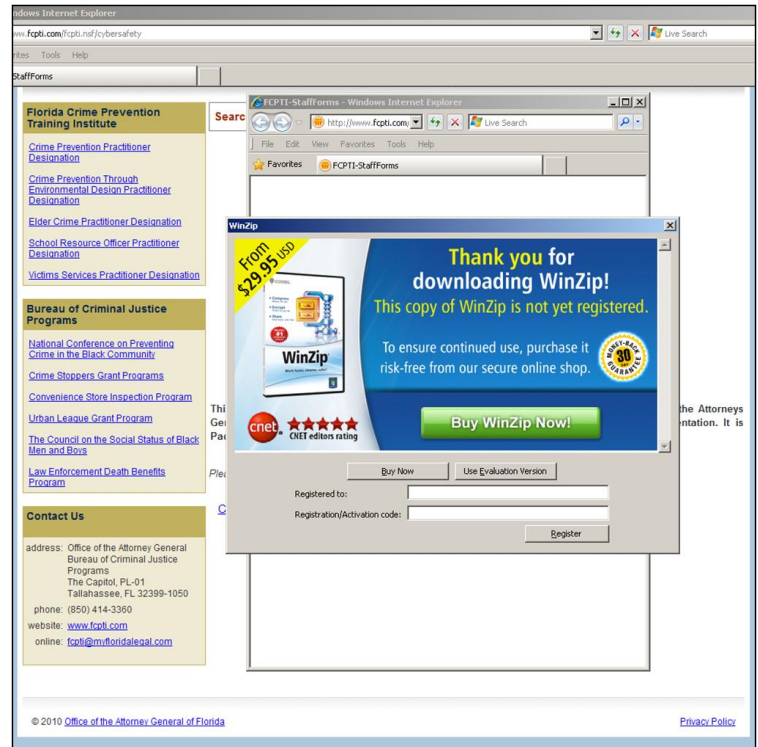 ndows Internet Explorer
ww.fcpti.com/fcpti.nsf/cybersafety
Live Search
rites Tools Help
StaffForms
Florida Crime Prevention
Training Institute
Crime Prevention Practitioner
Designation
Crime Prevention Through
Environmental Design Practitioner
Designation
Elder Crime Practitioner Designation
School Resource Officer Practitioner
Designation
Victims Services Practitioner Designation
Bureau of Criminal Justice
Programs
National Conference on Preventing
Crime in the Black Community
Crime Stoppers Grant Programs
Convenience Store Inspection Program
Urban League Grant Program
The Council on the Social Status of Black
Men and Boys
Law Enforcement Death Benefits
Program
Contact Us
address: Office of the Attorney General
Bureau of Criminal Justice
Programs
The Capitol, PL-01
Tallahassee, FL 32399-1050
phone: (850) 414-3360
website: www.fcpti.com
online: fcpti@myfloridalegal.com
Searc
Thi
Ge
Pac
Plea
C
the Attorneys
entation. It is
FCPTI-StaffForms - Windows Internet Explorer
http://www.fcpti.com/
Live Search
File Edit View Favorites Tools Help
Favorites
FCPTI-StaffForms
WinZip
From
$29.95 USD
COREL
WinZip
Thank you for
downloading WinZip!
This copy of WinZip is not yet registered.
To ensure continued use, purchase it
risk-free from our secure online shop.
MONEY-BACK
30
GUARANTEE
cnet
CNET editors rating
Buy WinZip Now!
Buy Now
Use Evaluation Version
Registered to:
Registration/Activation code:
Register
© 2010 Office of the Attorney General of Florida
Privacy Policy